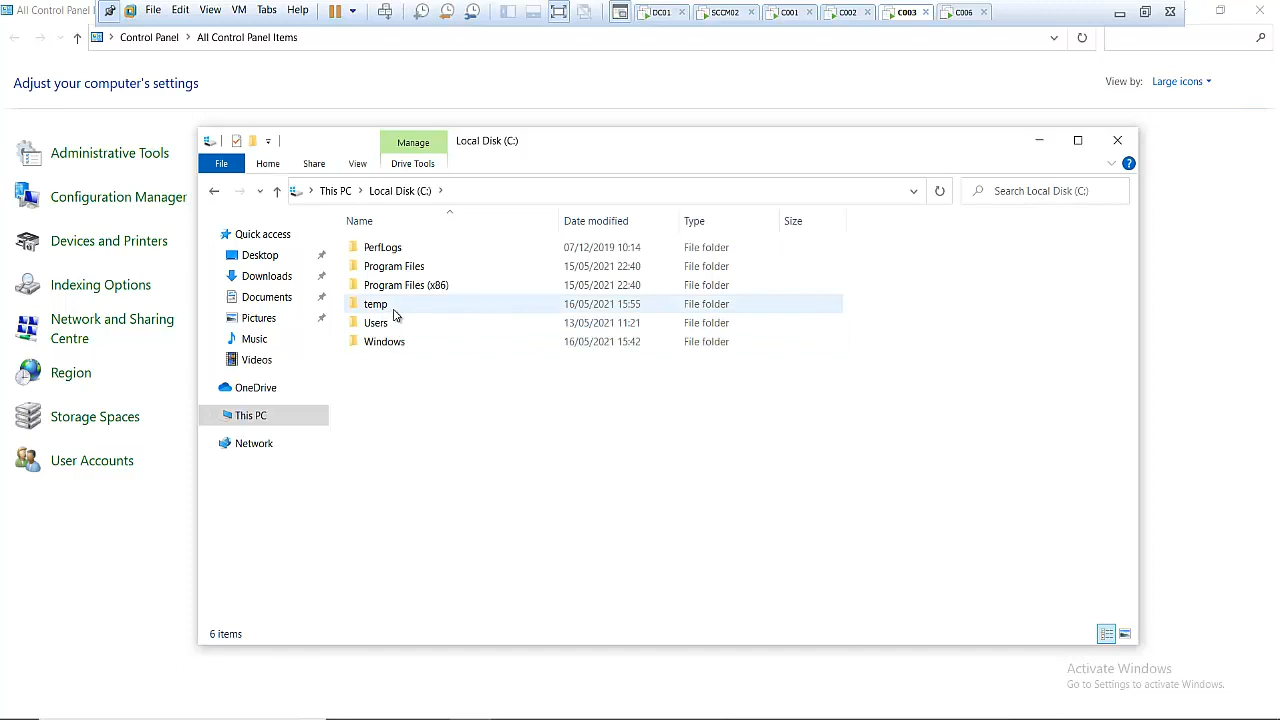 All Control Panel I
File Edit View VM Tabs Help
DC01 SCCM02 C001 C002 C003 C006
Control Panel All Control Panel Items
Adjust your computer's settings
View by: Large icons
Administrative Tools
Configuration Manager
Devices and Printers
Indexing Options
Network and Sharing
Centre
Region
Storage Spaces
User Accounts
Manage Local Disk (C:)
File Home Share View Drive Tools
This PC Local Disk (C:) Search Local Disk (C:)
Name Date modified Type Size
Quick access
Desktop
Downloads
Documents
Pictures
Music
Videos
OneDrive
This PC
Network
PerfLogs 07/12/2019 10:14 File folder
Program Files 15/05/2021 22:40 File folder
Program Files (x86) 15/05/2021 22:40 File folder
temp 16/05/2021 15:55 File folder
Users 13/05/2021 11:21 File folder
Windows 16/05/2021 15:42 File folder
6 items
Activate Windows
Go to Settings to activate Windows.